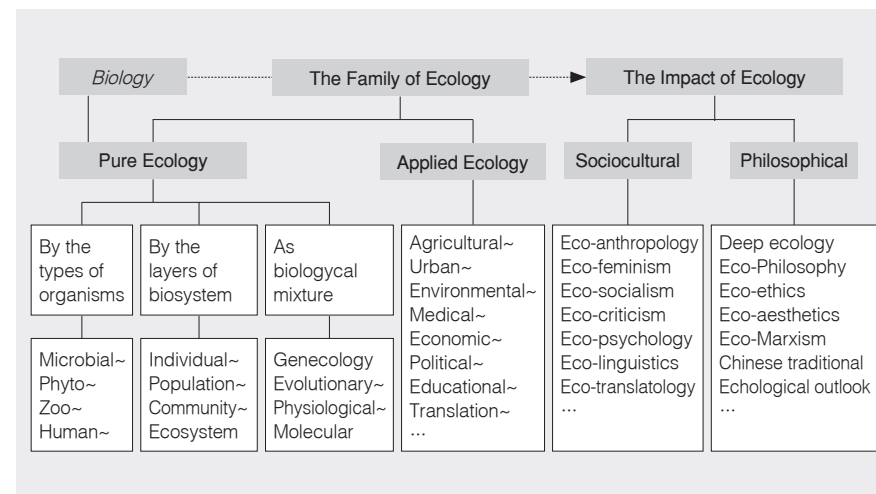 Biology
The Family of Ecology
The Impact of Ecology
Pure Ecology
Applied Ecology
Sociocultural
Philosophical
By the
types of
organisms
By the
layers of
biosystem
As
biologycal
mixture
Microbial~
Phyto~
Zoo~
Human~
Individual~
Population~
Community~
Ecosystem
Genecology
Evolutionary~
Physiological~
Molecular
Agricultural~
Urban~
Environmental~
Medical~
Economic~
Political~
Educational~
Translation~
...
Eco-anthropology
Eco-feminism
Eco-socialism
Eco-criticism
Eco-psychology
Eco-linguistics
Eco-translatology
...
Deep ecology
Eco-Philosophy
Eco-ethics
Eco-aesthetics
Eco-Marxism
Chinese traditional
Echological outlook
...